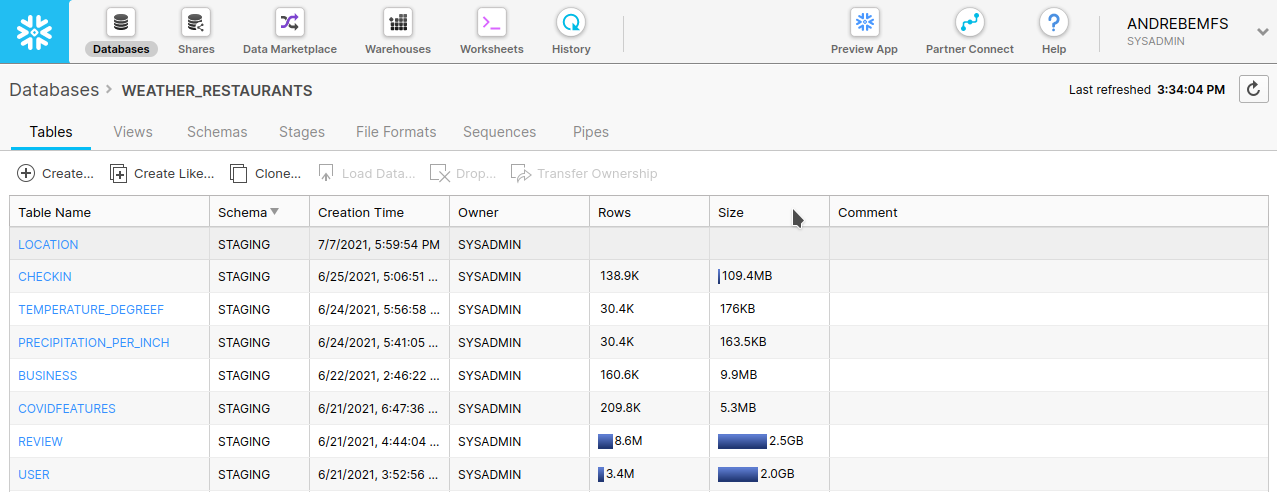 Databases Shares Data Marketplace Warehouses Worksheets History Preview App Partner Connect Help ANDREBEMFS
SYSADMIN
Databases > WEATHER_RESTAURANTS Last refreshed 3:34:04 PM
Tables Views Schemas Stages File Formats Sequences Pipes
Create... Create Like... Clone... Load Data... Drop... Transfer Ownership
Table Name Schema Creation Time Owner Rows Size Comment
LOCATION STAGING 7/7/2021, 5:59:54 PM SYSADMIN
CHECKIN STAGING 6/25/2021, 5:06:51 ... SYSADMIN 138.9K 109.4MB
TEMPERATURE_DEGREEF STAGING 6/24/2021, 5:56:58 ... SYSADMIN 30.4K 176KB
PRECIPITATION_PER_INCH STAGING 6/24/2021, 5:41:05 ... SYSADMIN 30.4K 163.5KB
BUSINESS STAGING 6/22/2021, 2:46:22 ... SYSADMIN 160.6K 9.9MB
COVIDFEATURES STAGING 6/21/2021, 6:47:36 ... SYSADMIN 209.8K 5.3MB
REVIEW STAGING 6/21/2021, 4:44:04 ... SYSADMIN 8.6M 2.5GB
USER STAGING 6/21/2021, 3:52:56 ... SYSADMIN 3.4M 2.0GB